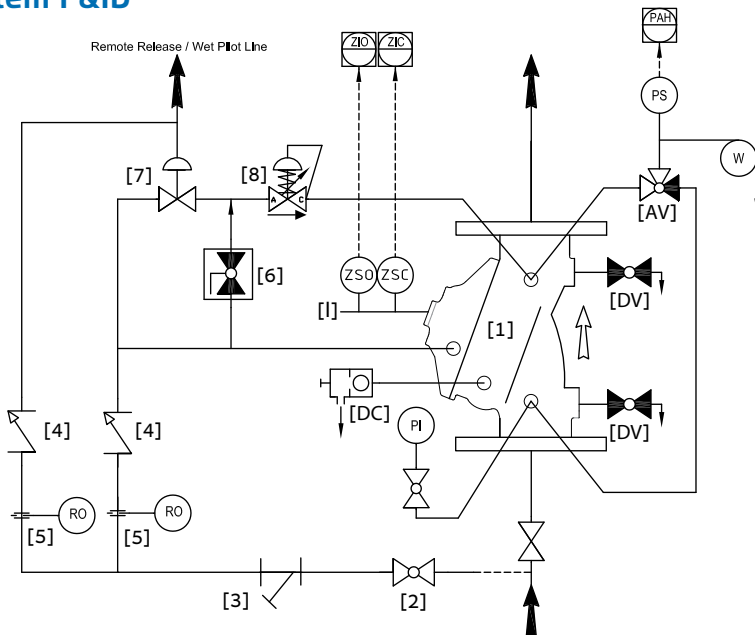 Remote Release / Wet Pilot Line
ZIO
ZIC
PAH
PS
W
[7]
[8]
A
C
[AV]
[6]
ZSO
ZSC
[I]
[1]
[DV]
[DC]
PI
[DV]
[4]
[4]
RO
RO
[5]
[5]
[3]
[2]